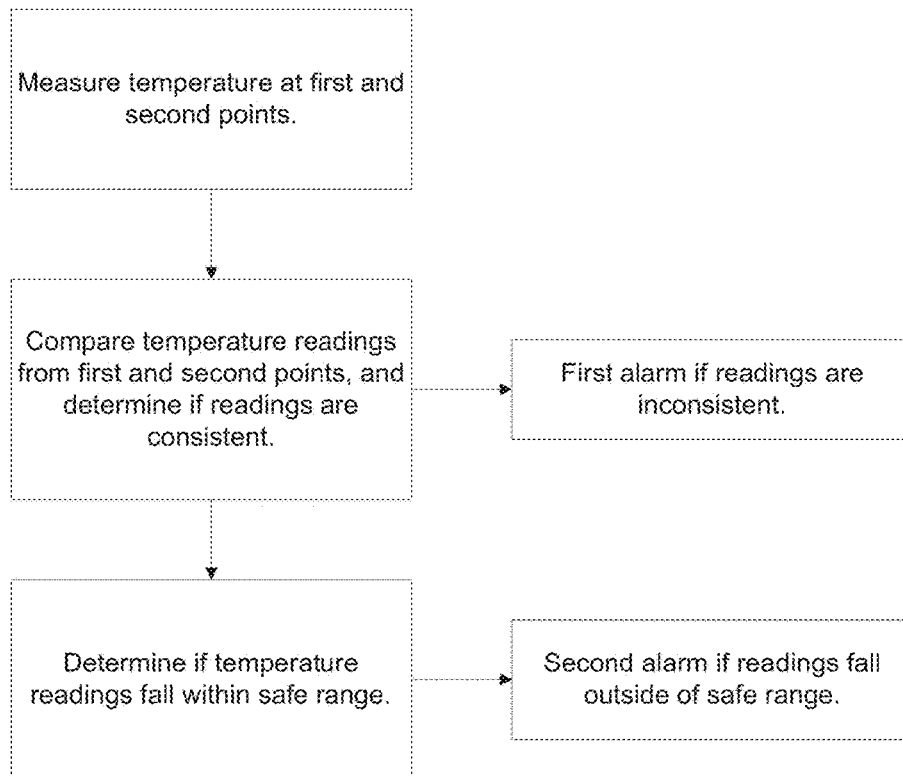 Measure temperature at first and
second points.
Compare temperature readings
from first and second points, and
determine if readings are
consistent.
First alarm if readings are
inconsistent.
Determine if temperature
readings fall within safe range.
Second alarm if readings fall
outside of safe range.